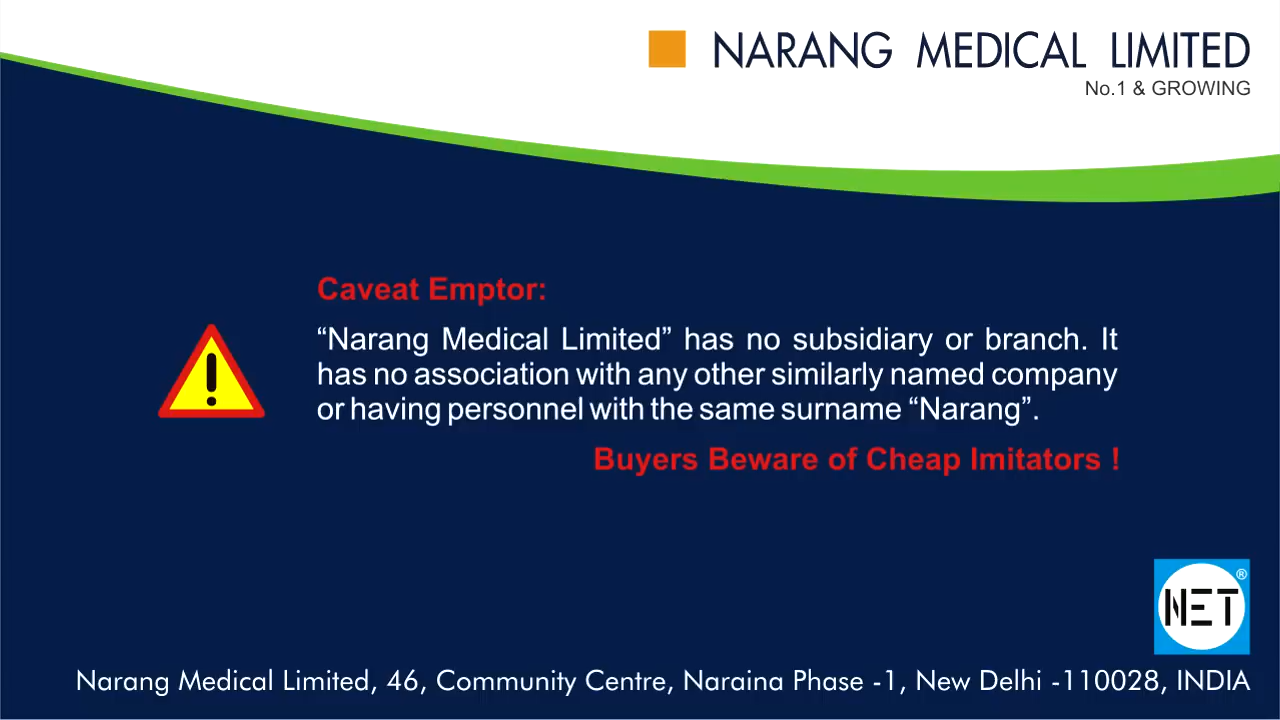 NARANG MEDICAL LIMITED
No.1 & GROWING
Caveat Emptor:
“Narang Medical Limited” has no subsidiary or branch. It
has no association with any other similarly named company
or having personnel with the same surname “Narang”.
Buyers Beware of Cheap Imitators !
NET®
Narang Medical Limited, 46, Community Centre, Naraina Phase -1, New Delhi -110028, INDIA